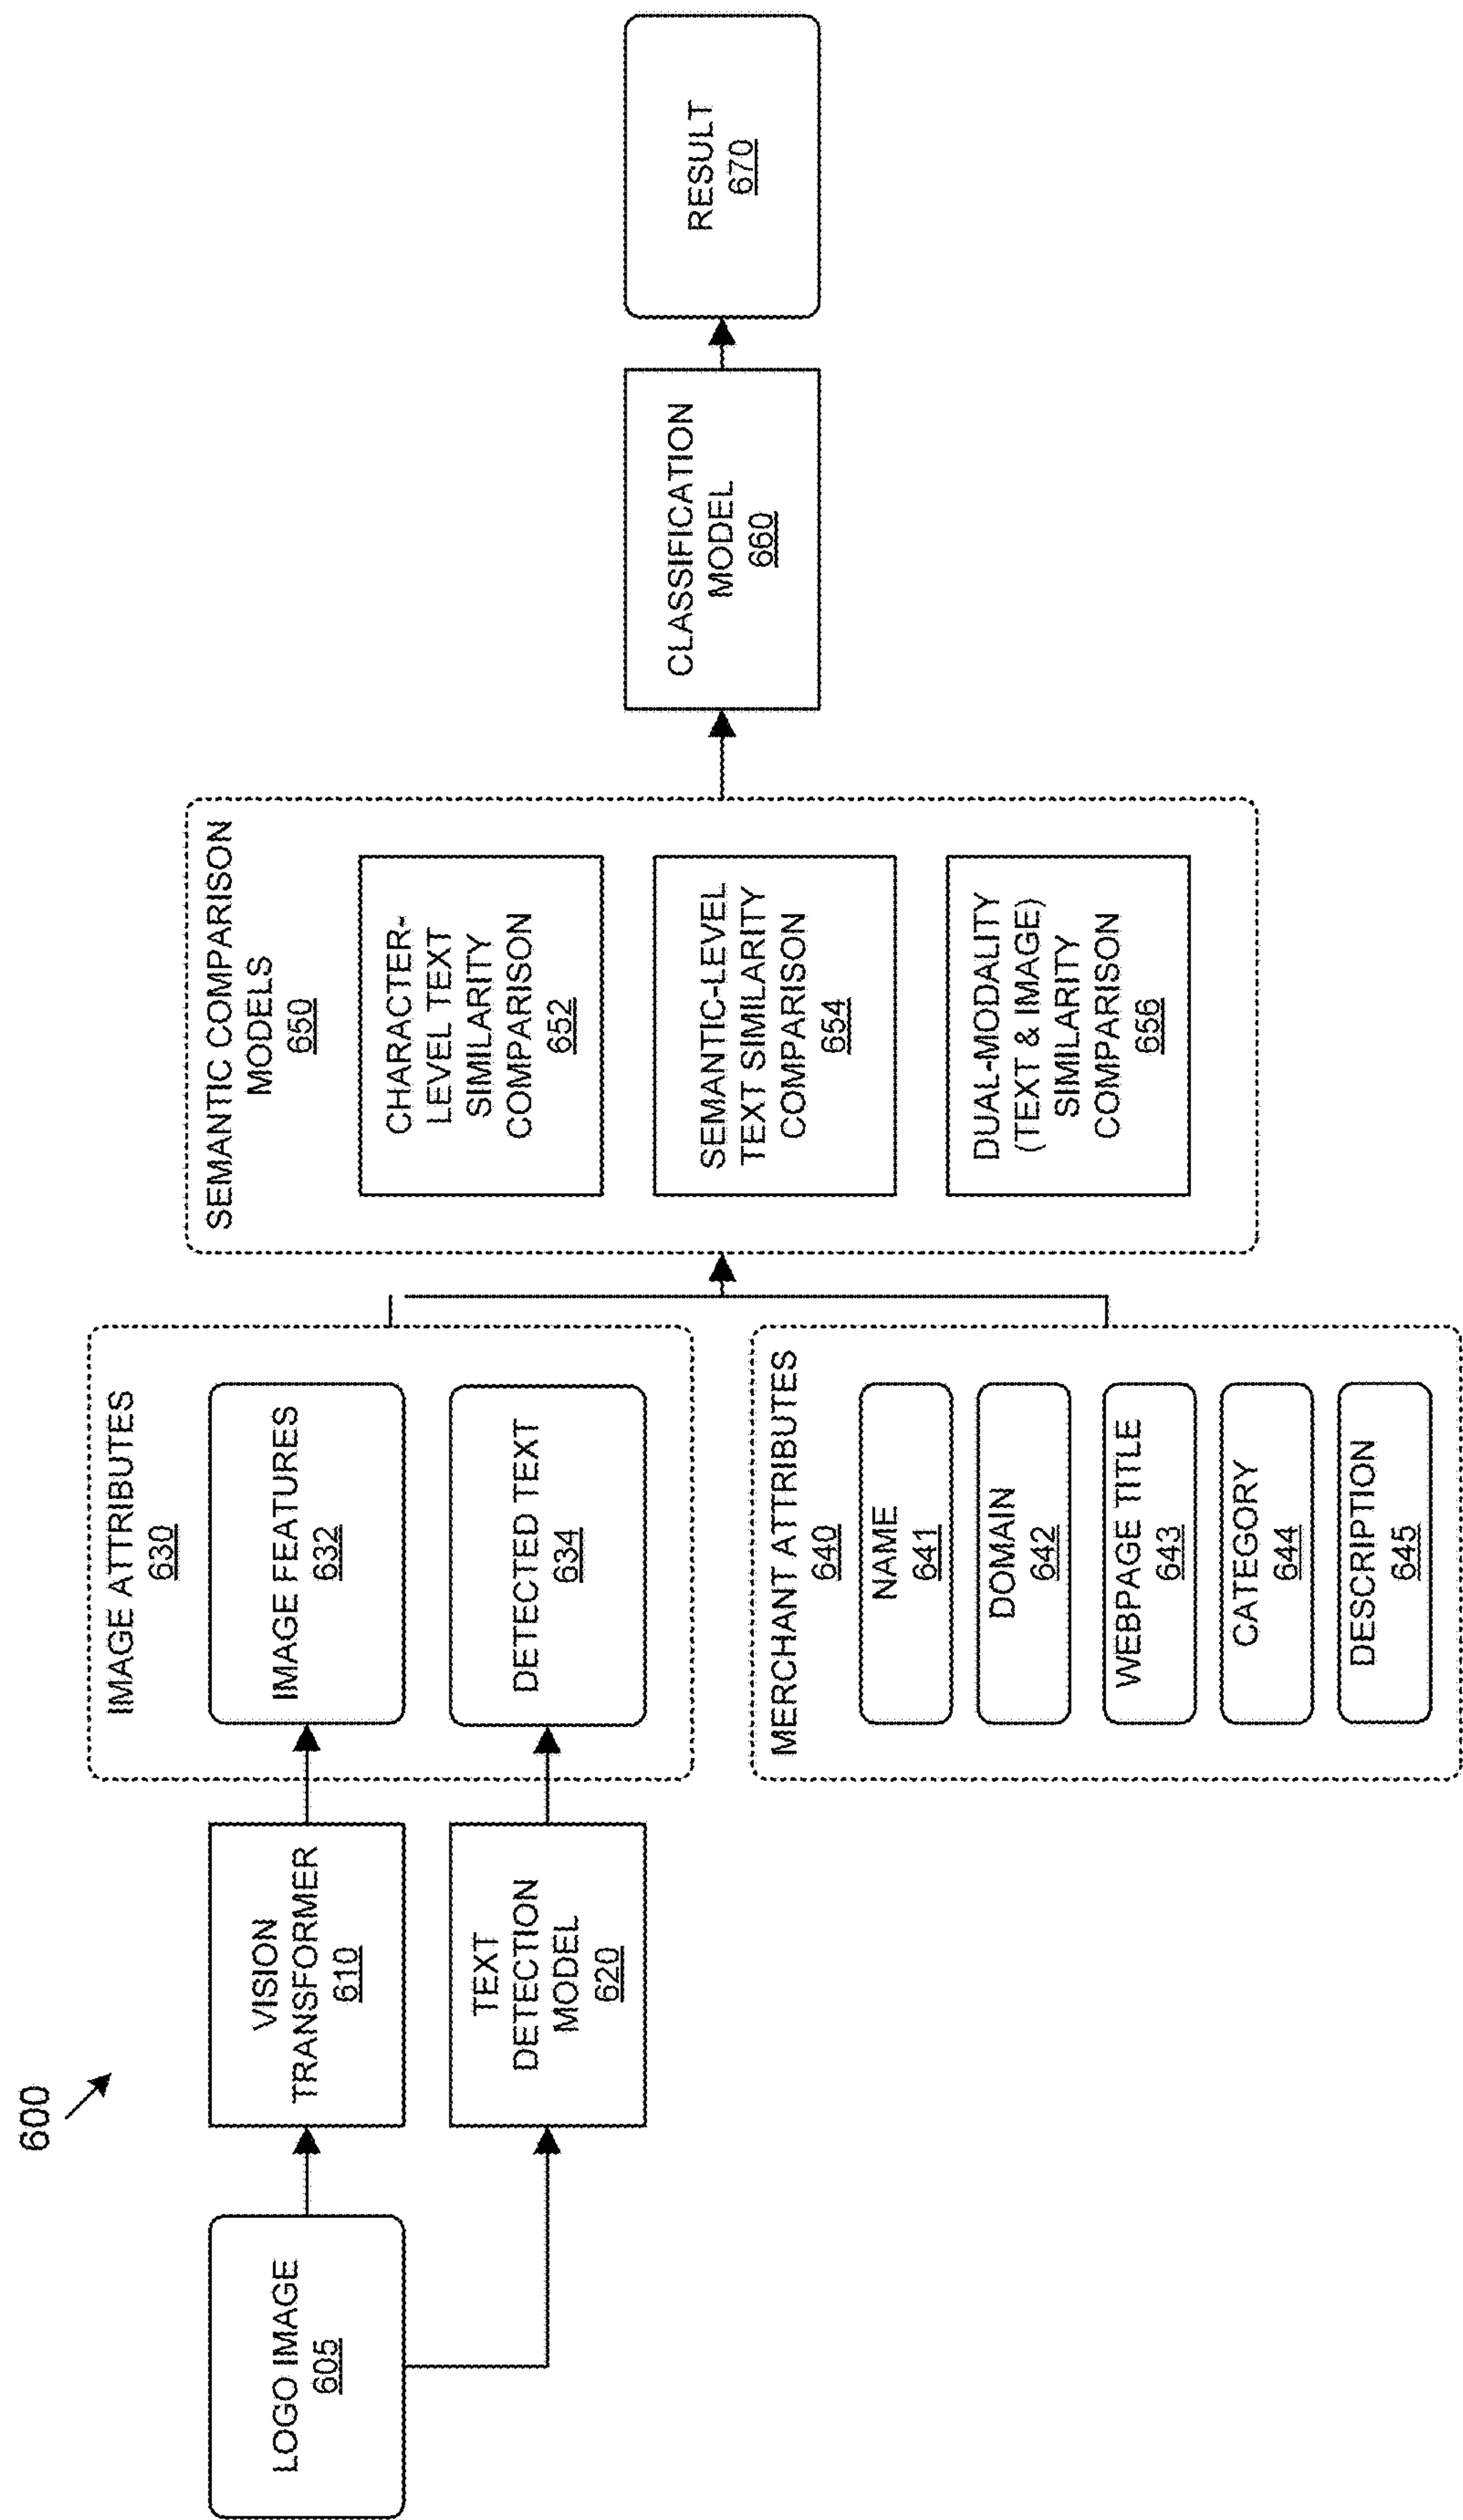 600
LOGO IMAGE
605
VISION
TRANSFORMER
610
TEXT
DETECTION
MODEL
620
IMAGE ATTRIBUTES
630
IMAGE FEATURES
632
DETECTED TEXT
634
MERCHANT ATTRIBUTES
640
NAME
641
DOMAIN
642
WEBPAGE TITLE
643
CATEGORY
644
DESCRIPTION
645
SEMANTIC COMPARISON
MODELS
650
CHARACTER-
LEVEL TEXT
SIMILARITY
COMPARISON
652
SEMANTIC-LEVEL
TEXT SIMILARITY
COMPARISON
654
DUAL-MODALITY
(TEXT & IMAGE)
SIMILARITY
COMPARISON
656
CLASSIFICATION
MODEL
660
RESULT
670